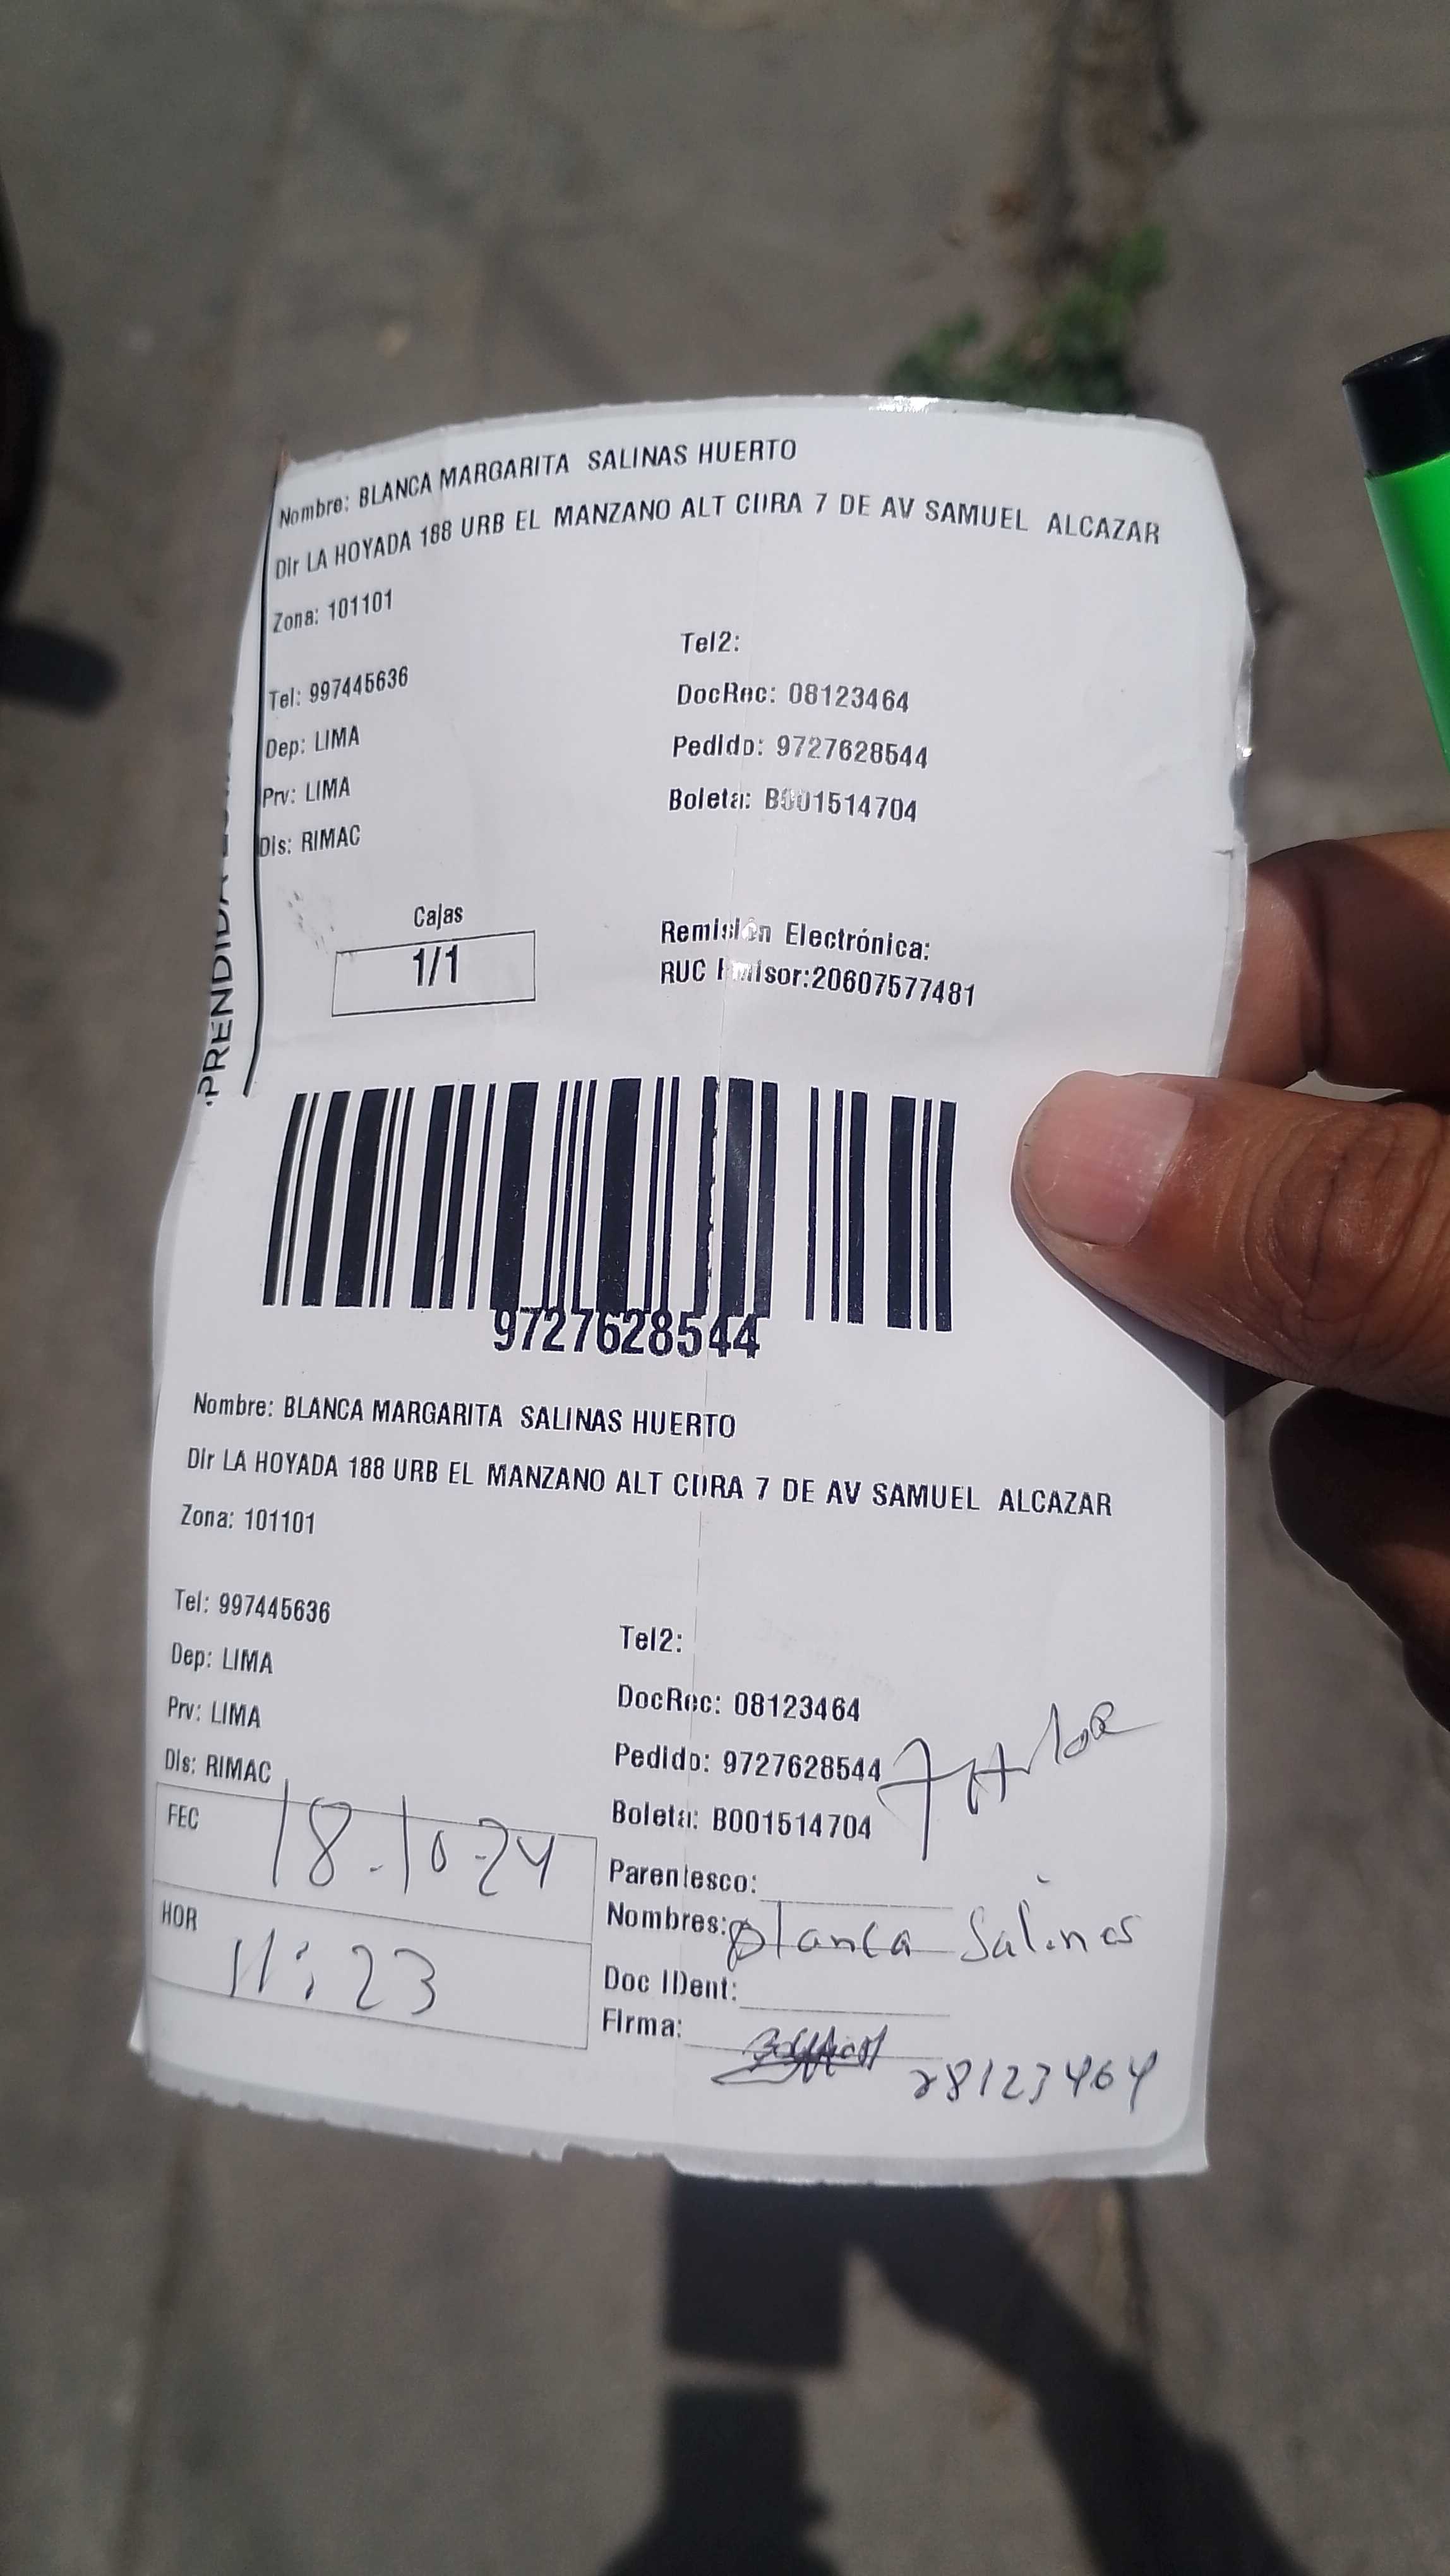 Nombre: BLANCA MARGARITA SALINAS HUERTO
Dir LA HOYADA 188 URB EL MANZANO ALT CDRA 7 DE AV SAMUEL ALCAZAR
Zona: 101101
Tel: 997445636
Dep: LIMA
Prv: LIMA
Dis: RIMAC
Tel2:
DocRec: 08123464
Pedido: 9727628544
Boleta: B001514704
Cajas
1/1
Remisión Electrónica:
RUC Emisor:20607577481
9727628544
Nombre: BLANCA MARGARITA SALINAS HUERTO
Dir LA HOYADA 188 URB EL MANZANO ALT CDRA 7 DE AV SAMUEL ALCAZAR
Zona: 101101
Tel: 997445636
Dep: LIMA
Prv: LIMA
Dis: RIMAC
Tel2:
DocRec: 08123464
Pedido: 9727628544
Boleta: B001514704
FEC 18.10-24
HOR 11:23
Parentesco:
Nombres: Blanca Salinas
Doc IDent:
Firma: